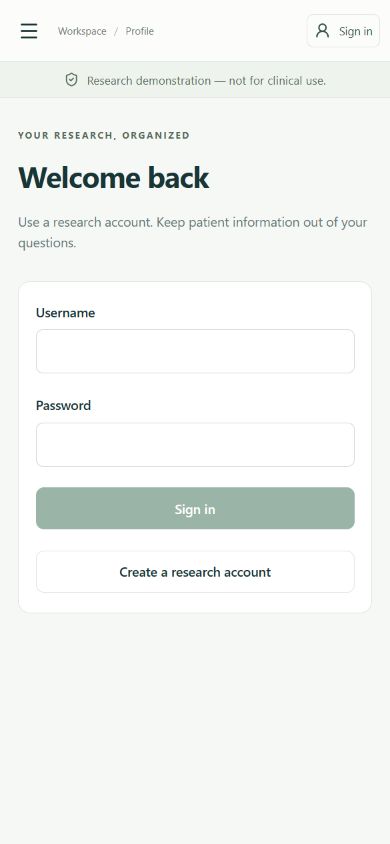 Workspace / Profile
Sign in
Research demonstration — not for clinical use.
YOUR RESEARCH, ORGANIZED
Welcome back
Use a research account. Keep patient information out of your
questions.
Username
Password
Sign in
Create a research account